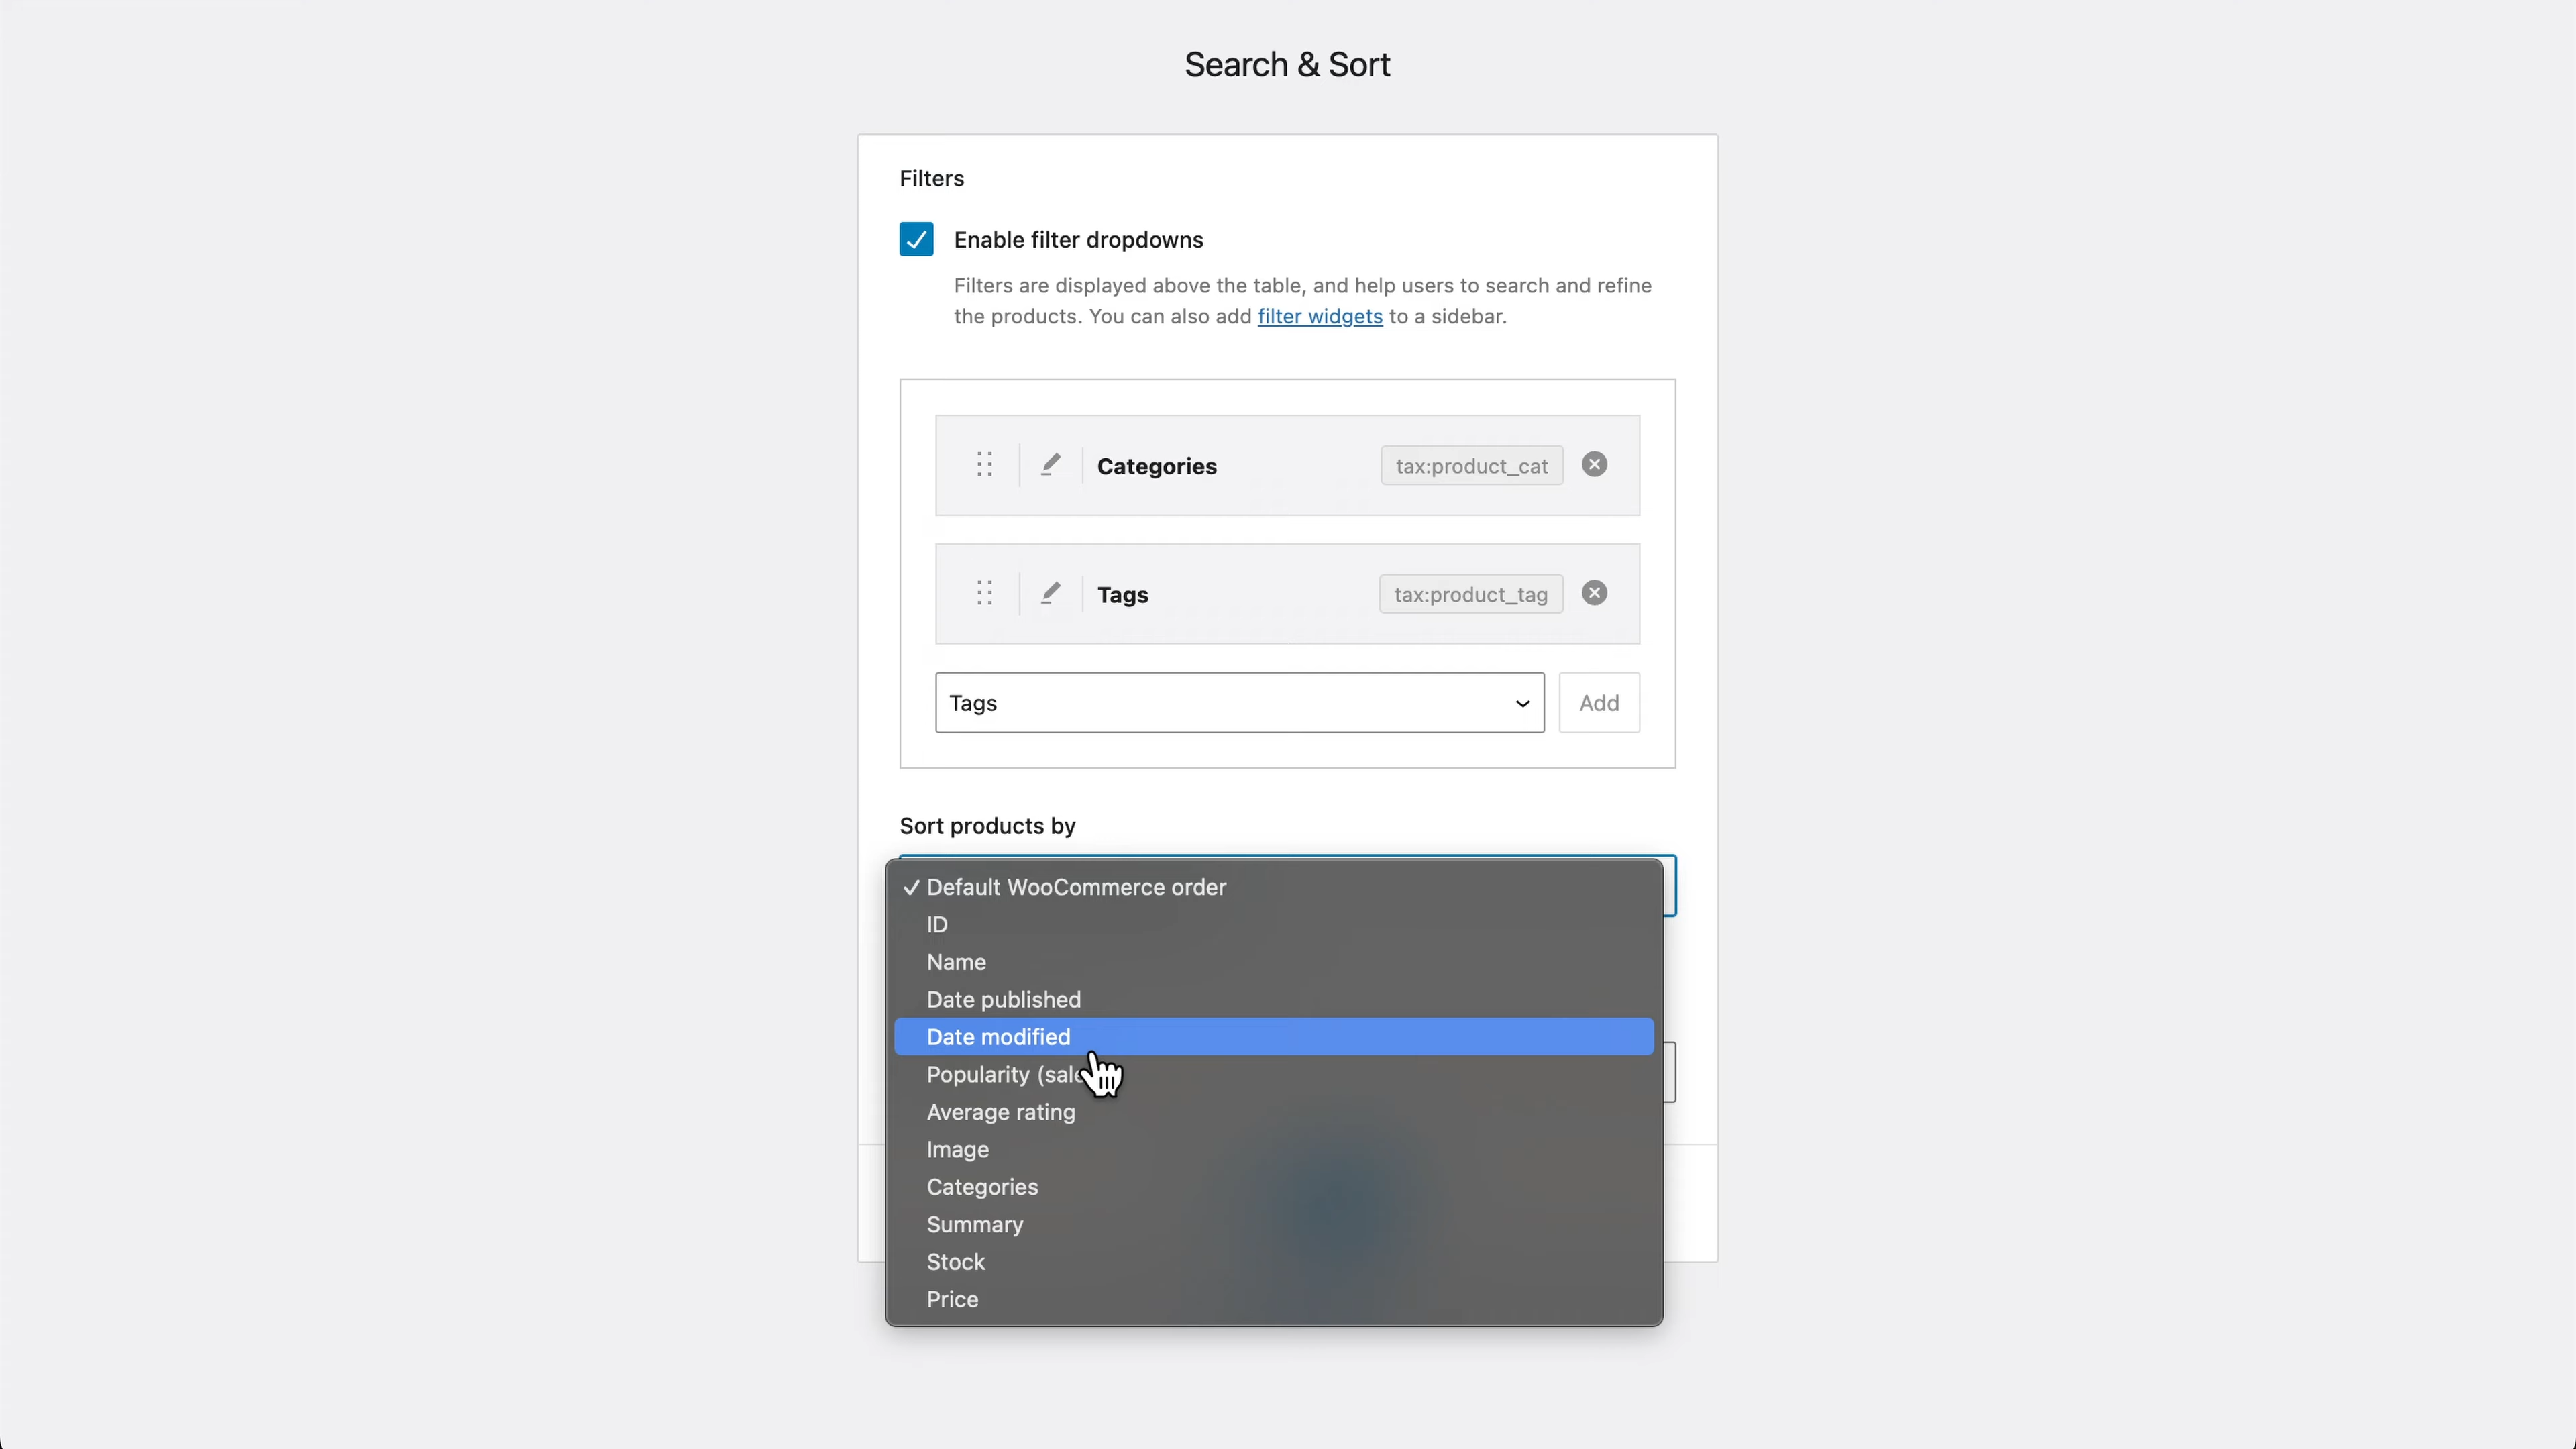 Search & Sort
Filters
Enable filter dropdowns
Filters are displayed above the table, and help users to search and refine
the products. You can also add filter widgets to a sidebar.
Categories tax:product_cat
Tags tax:product_tag
Tags Add
Sort products by
Default WooCommerce order
ID
Name
Date published
Date modified
Popularity
Average rating
Image
Categories
Summary
Stock
Price